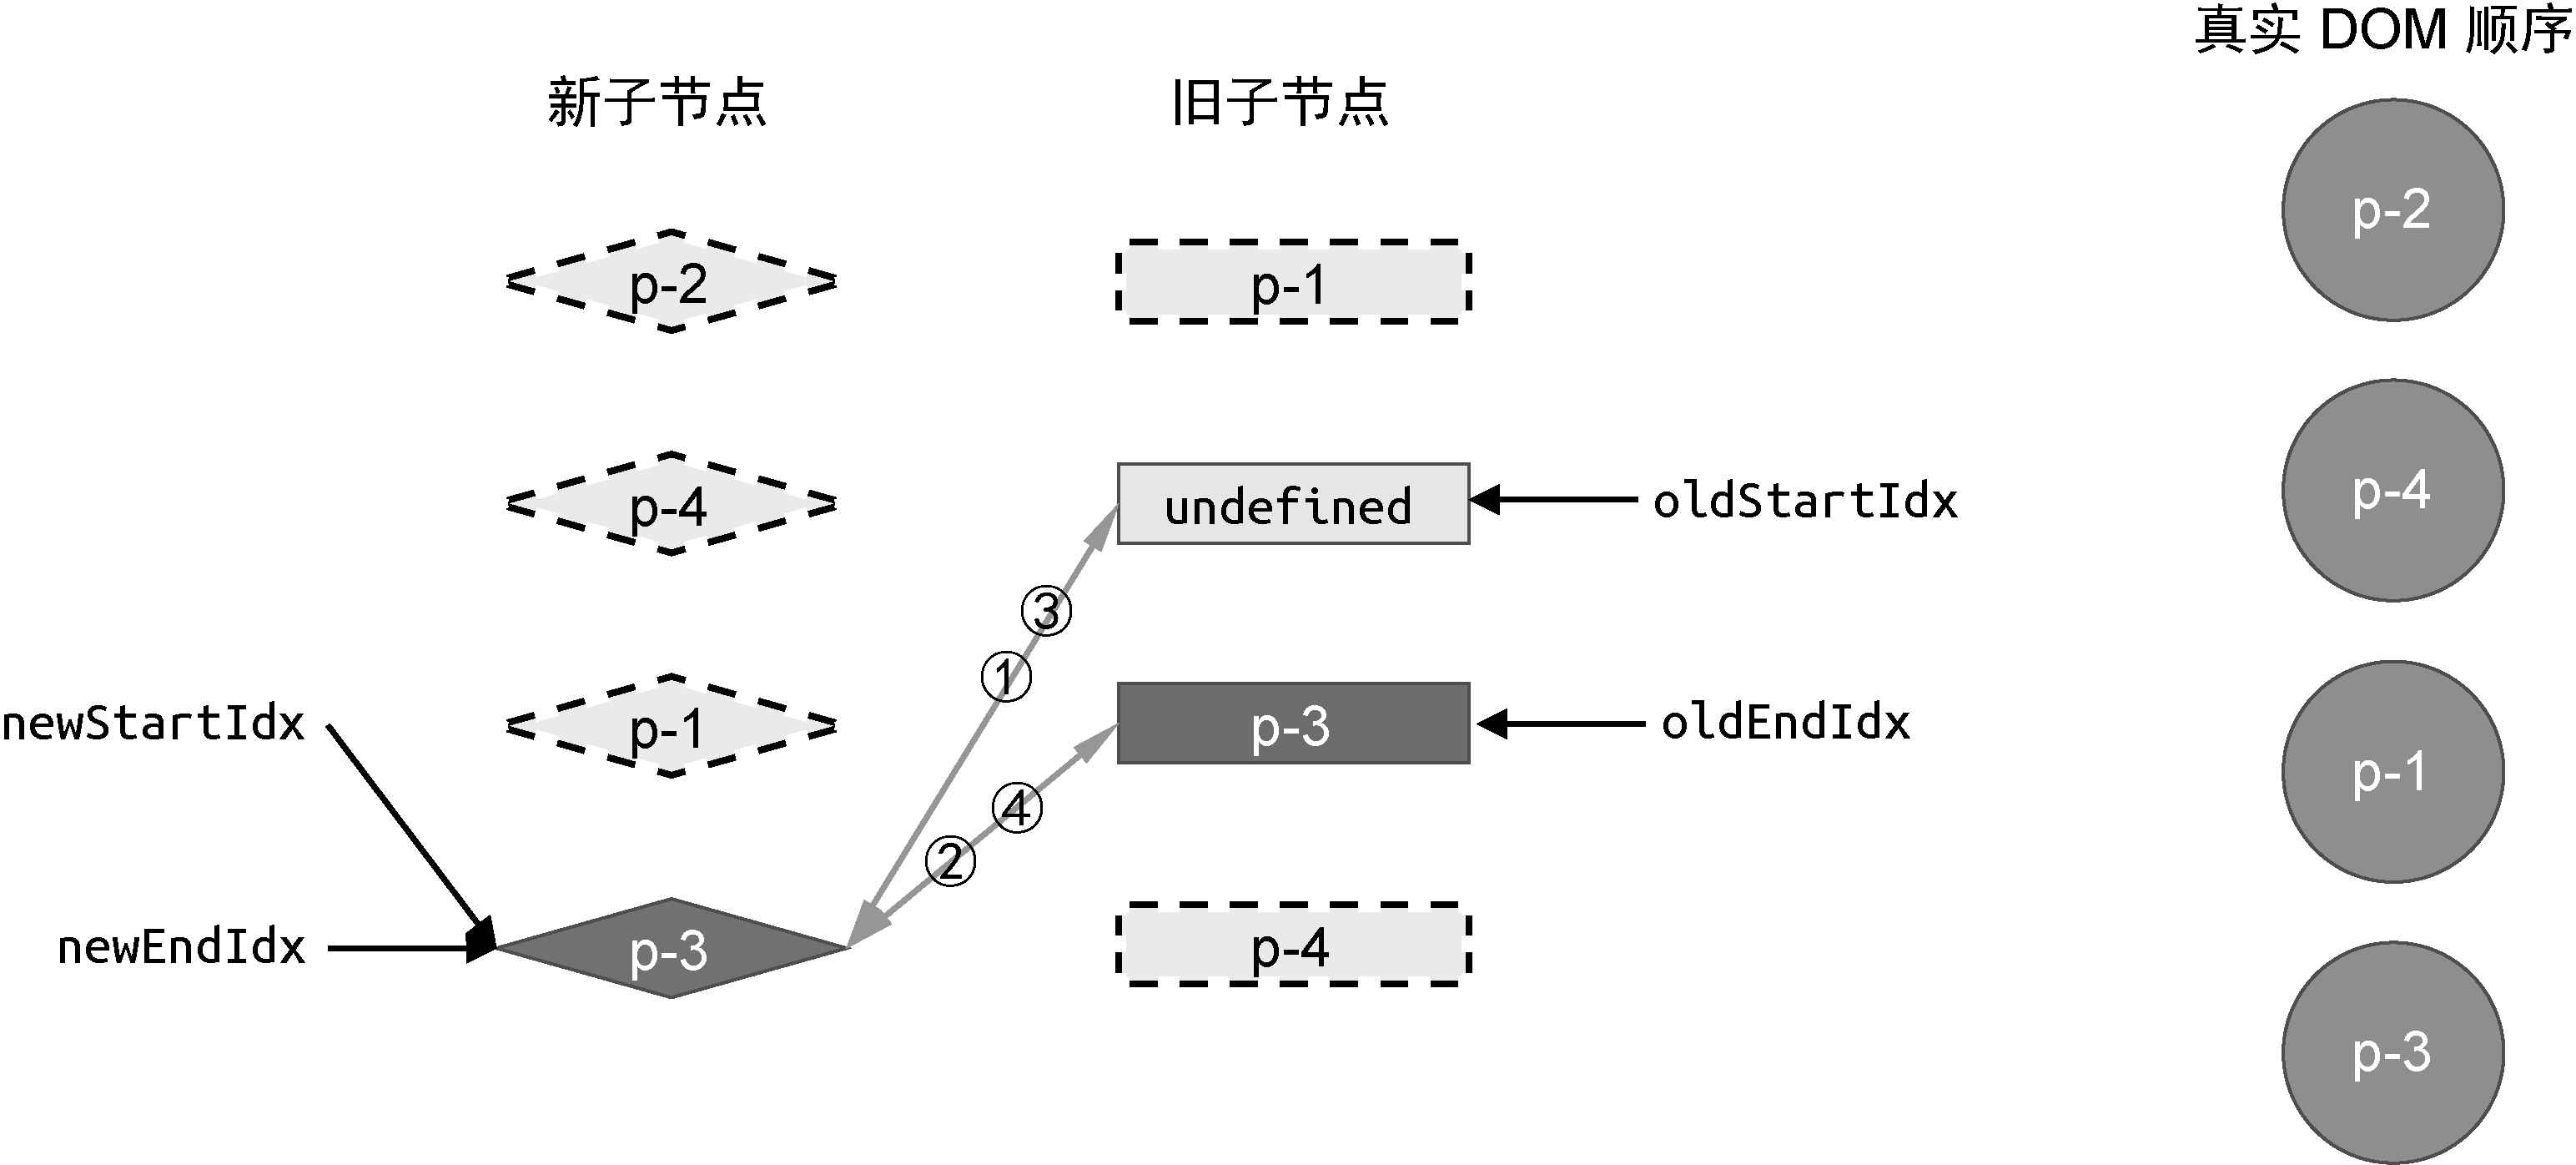 真实 DOM 顺序
新子节点
旧子节点
p-2
p-1
p-2
p-4
undefined
oldStartIdx
p-4
③
①
newStartIdx
p-1
p-3
oldEndIdx
p-1
④
②
newEndIdx
p-3
p-4
p-3